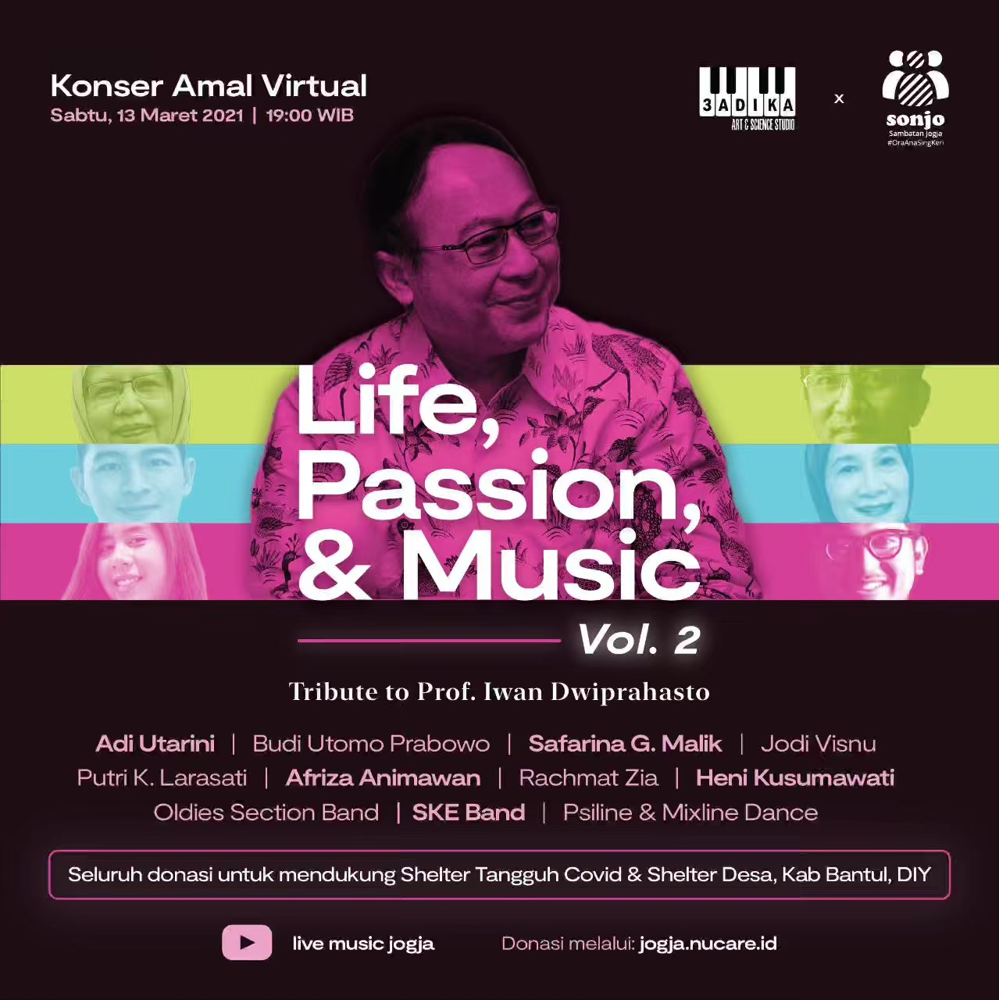 Konser Amal Virtual
Sabtu, 13 Maret 2021 | 19:00 WIB
3ADIKA
ART & SCIENCE STUDIO
x
sonjo
Sambatan Jogja
#OraAnaSingKeri
Life,
Passion,
& Music
Vol. 2
Tribute to Prof. Iwan Dwiprahasto
Adi Utarini | Budi Utomo Prabowo | Safarina G. Malik | Jodi Visnu
Putri K. Larasati | Afriza Animawan | Rachmat Zia | Heni Kusumawati
Oldies Section Band | SKE Band | Psiline & Mixline Dance
Seluruh donasi untuk mendukung Shelter Tangguh Covid & Shelter Desa, Kab Bantul, DIY
live music jogja
Donasi melalui: jogja.nucare.id